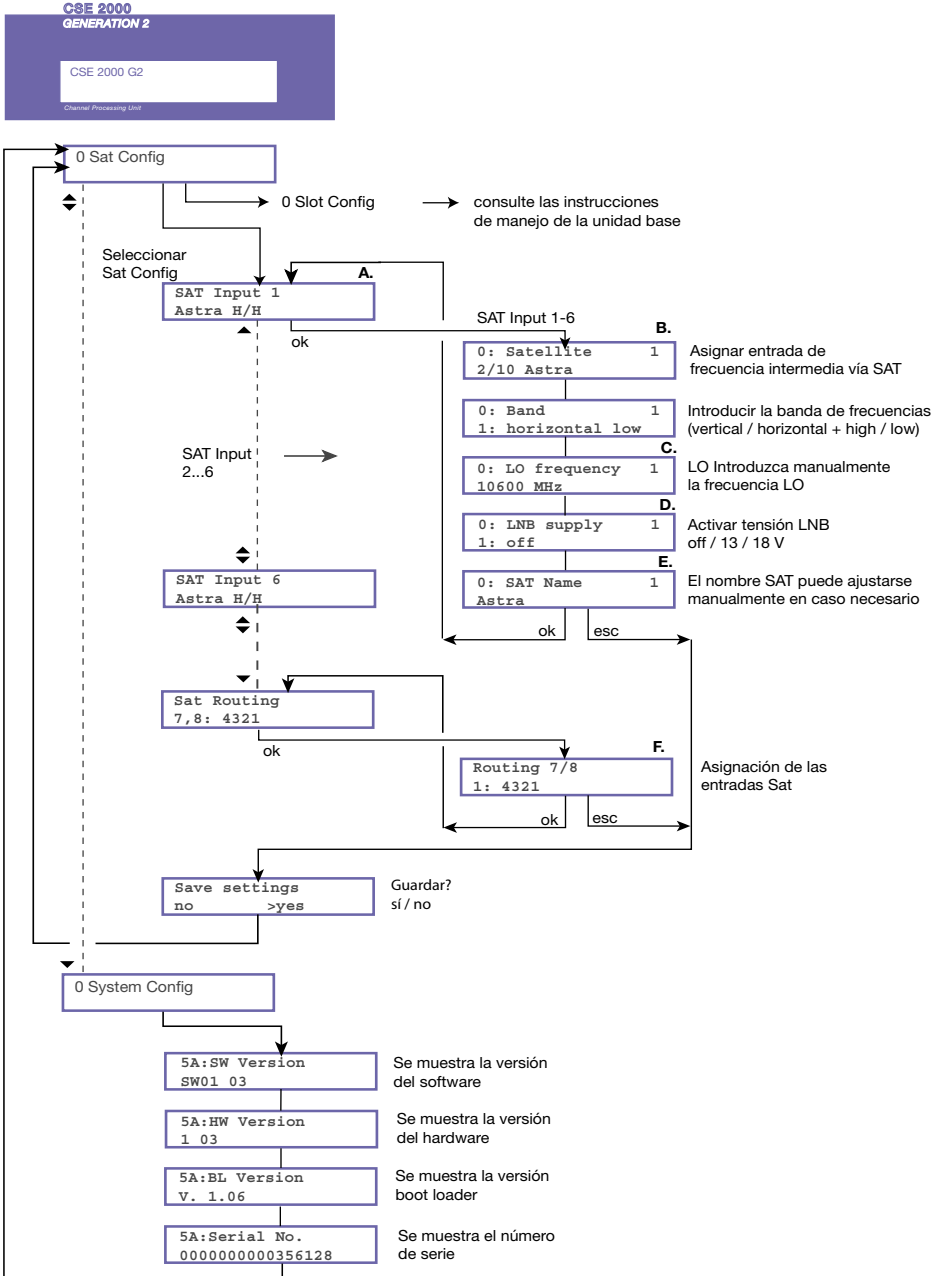 CSE 2000
GENERATION 2
CSE 2000 G2
Channel Processing Unit
0 Sat Config
0 Slot Config
consulte las instrucciones
de manejo de la unidad base
Seleccionar
Sat Config
A.
SAT Input 1
Astra H/H
ok
SAT Input 1-6
B.
0: Satellite 1
2/10 Astra
Asignar entrada de
frecuencia intermedia vía SAT
0: Band 1
1: horizontal low
Introducir la banda de frecuencias
(vertical / horizontal + high / low)
C.
SAT Input
2...6
0: LO frequency 1
10600 MHz
LO Introduzca manualmente
la frecuencia LO
D.
0: LNB supply 1
1: off
Activar tensión LNB
off / 13 / 18 V
E.
SAT Input 6
Astra H/H
0: SAT Name 1
Astra
El nombre SAT puede ajustarse
manualmente en caso necesario
ok
esc
Sat Routing
7,8: 4321
ok
F.
Routing 7/8
1: 4321
Asignación de las
entradas Sat
ok
esc
Save settings
no >yes
Guardar?
sí / no
0 System Config
5A:SW Version
SW01 03
Se muestra la versión
del software
5A:HW Version
1 03
Se muestra la versión
del hardware
5A:BL Version
V. 1.06
Se muestra la versión
boot loader
5A:Serial No.
0000000000356128
Se muestra el número
de serie